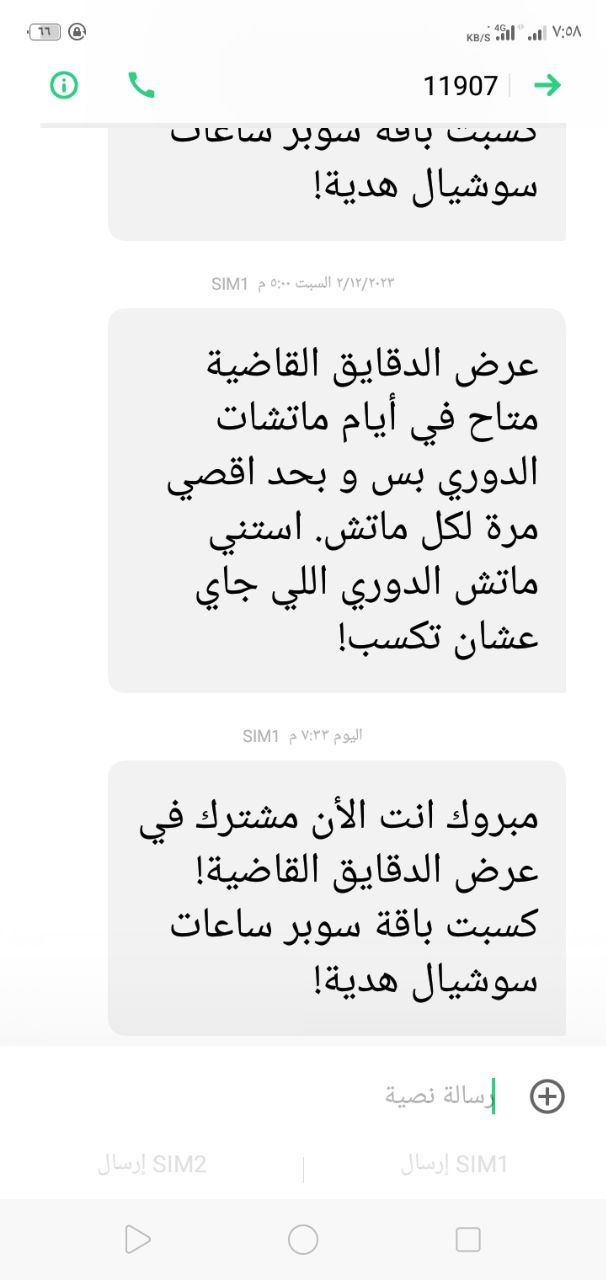 ٧:٥٨ 4G KB/S ٦٦
11907
كسبت باقة سوبر ساعات
سوشيال هدية!
٢/١٢/٢٠٢٣ السبت ٥:٠٠ م SIM1
عرض الدقايق القاضية
متاح في أيام ماتشات
الدوري بس و بحد اقصي
مرة لكل ماتش. استني
ماتش الدوري اللي جاي
عشان تكسب!
اليوم ٧:٣٣ م SIM1
مبروك انت الأن مشترك في
عرض الدقايق القاضية!
كسبت باقة سوبر ساعات
سوشيال هدية!
رسالة نصية
SIM1 إرسال
SIM2 إرسال